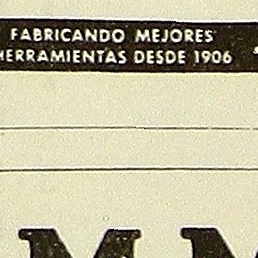 FABRICANDO MEJORES
HERRAMIENTAS DESDE 1906
M M